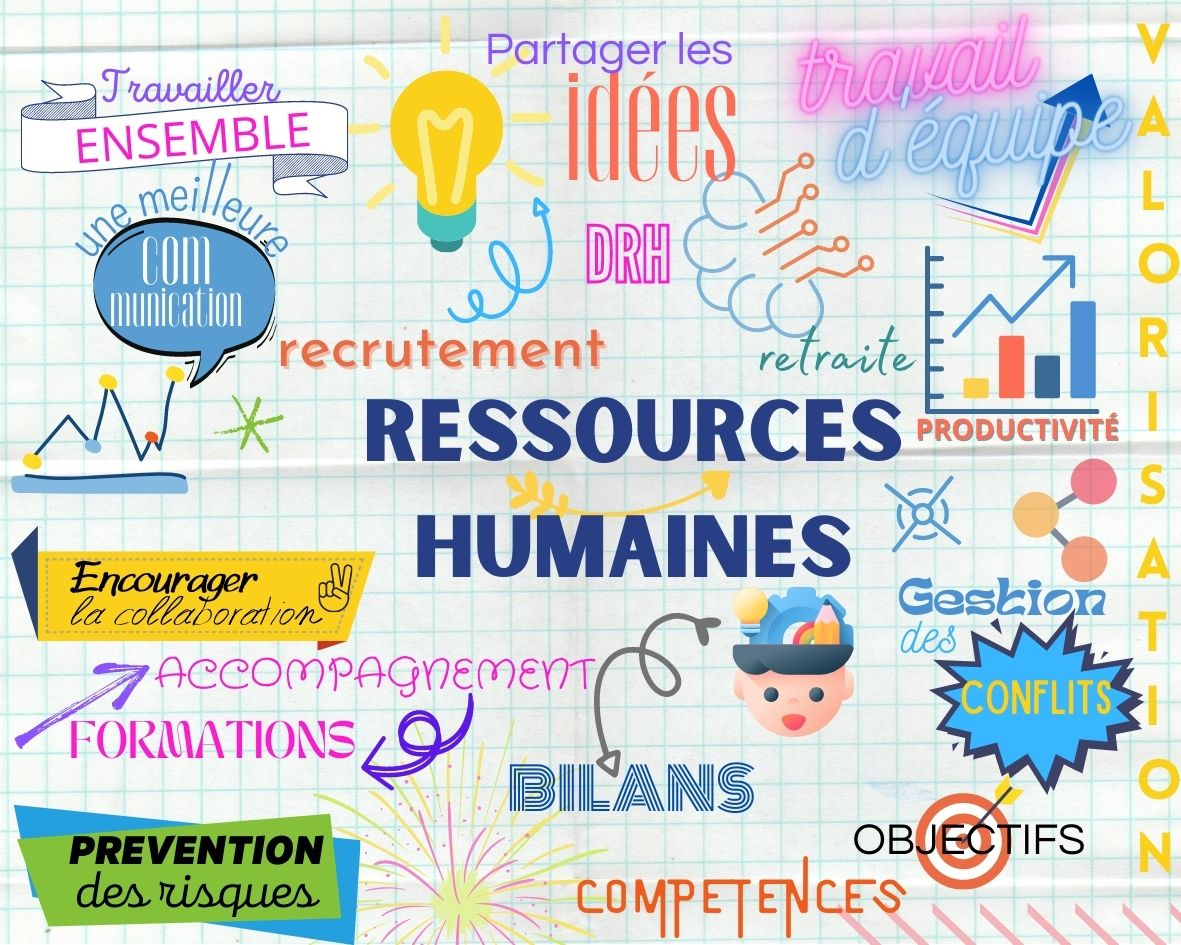 Travailler
ENSEMBLE
Partager les
idées
travail
d'équipe
VALORISATION
une meilleure
com
munication
DRH
recrutement
retraite
PRODUCTIVITÉ
RESSOURCES
HUMAINES
Encourager
la collaboration
Gestion
des
CONFLITS
ACCOMPAGNEMENT
FORMATIONS
BILANS
OBJECTIFS
PREVENTION
des risques
COMPETENCES